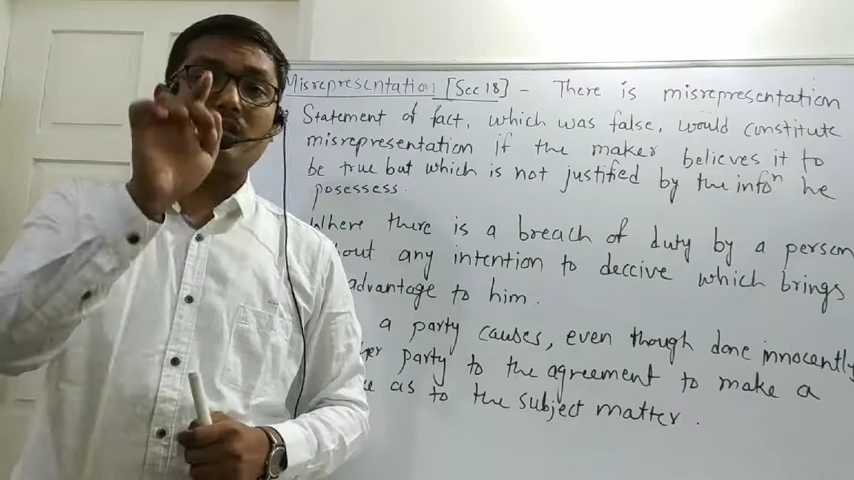 Misrepresentation [Sec 18] - There is misrepresentation
Statement of fact, which was false, would constitute
misrepresentation if the maker believes it to
be true but which is not justified by the infoⁿ he
posessess.
Where there is a breach of duty by a person
out any intention to deccive which brings
advantage to him.
a party causes, even though done innocently
party to the agreement to make a
as to the subject matter.